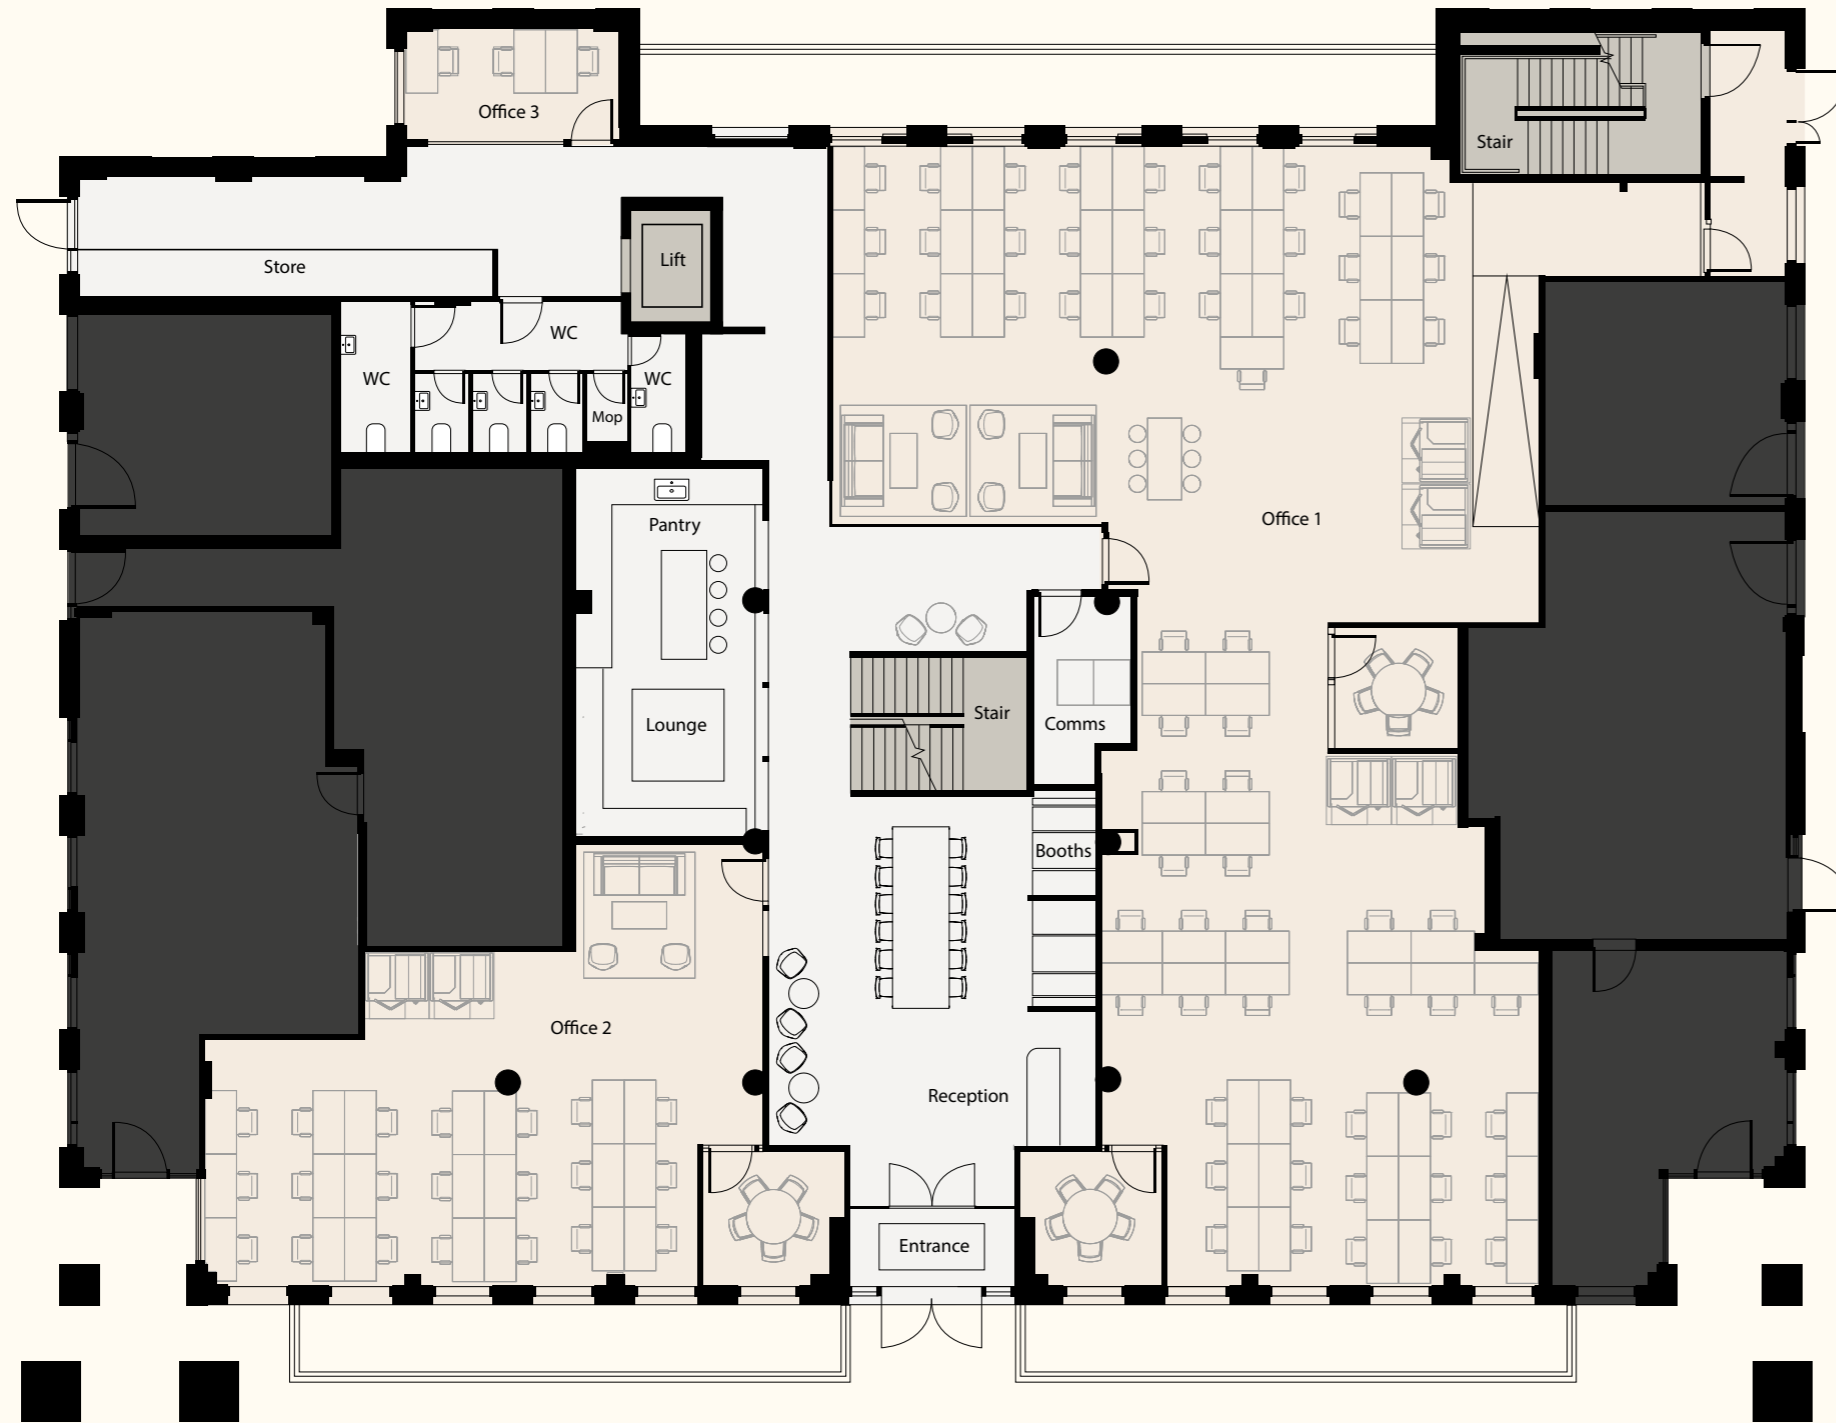 Office 3
Stair
Store
Lift
WC
WC
WC
Mop
Pantry
Office 1
Lounge
Stair
Comms
Booths
Office 2
Reception
Entrance